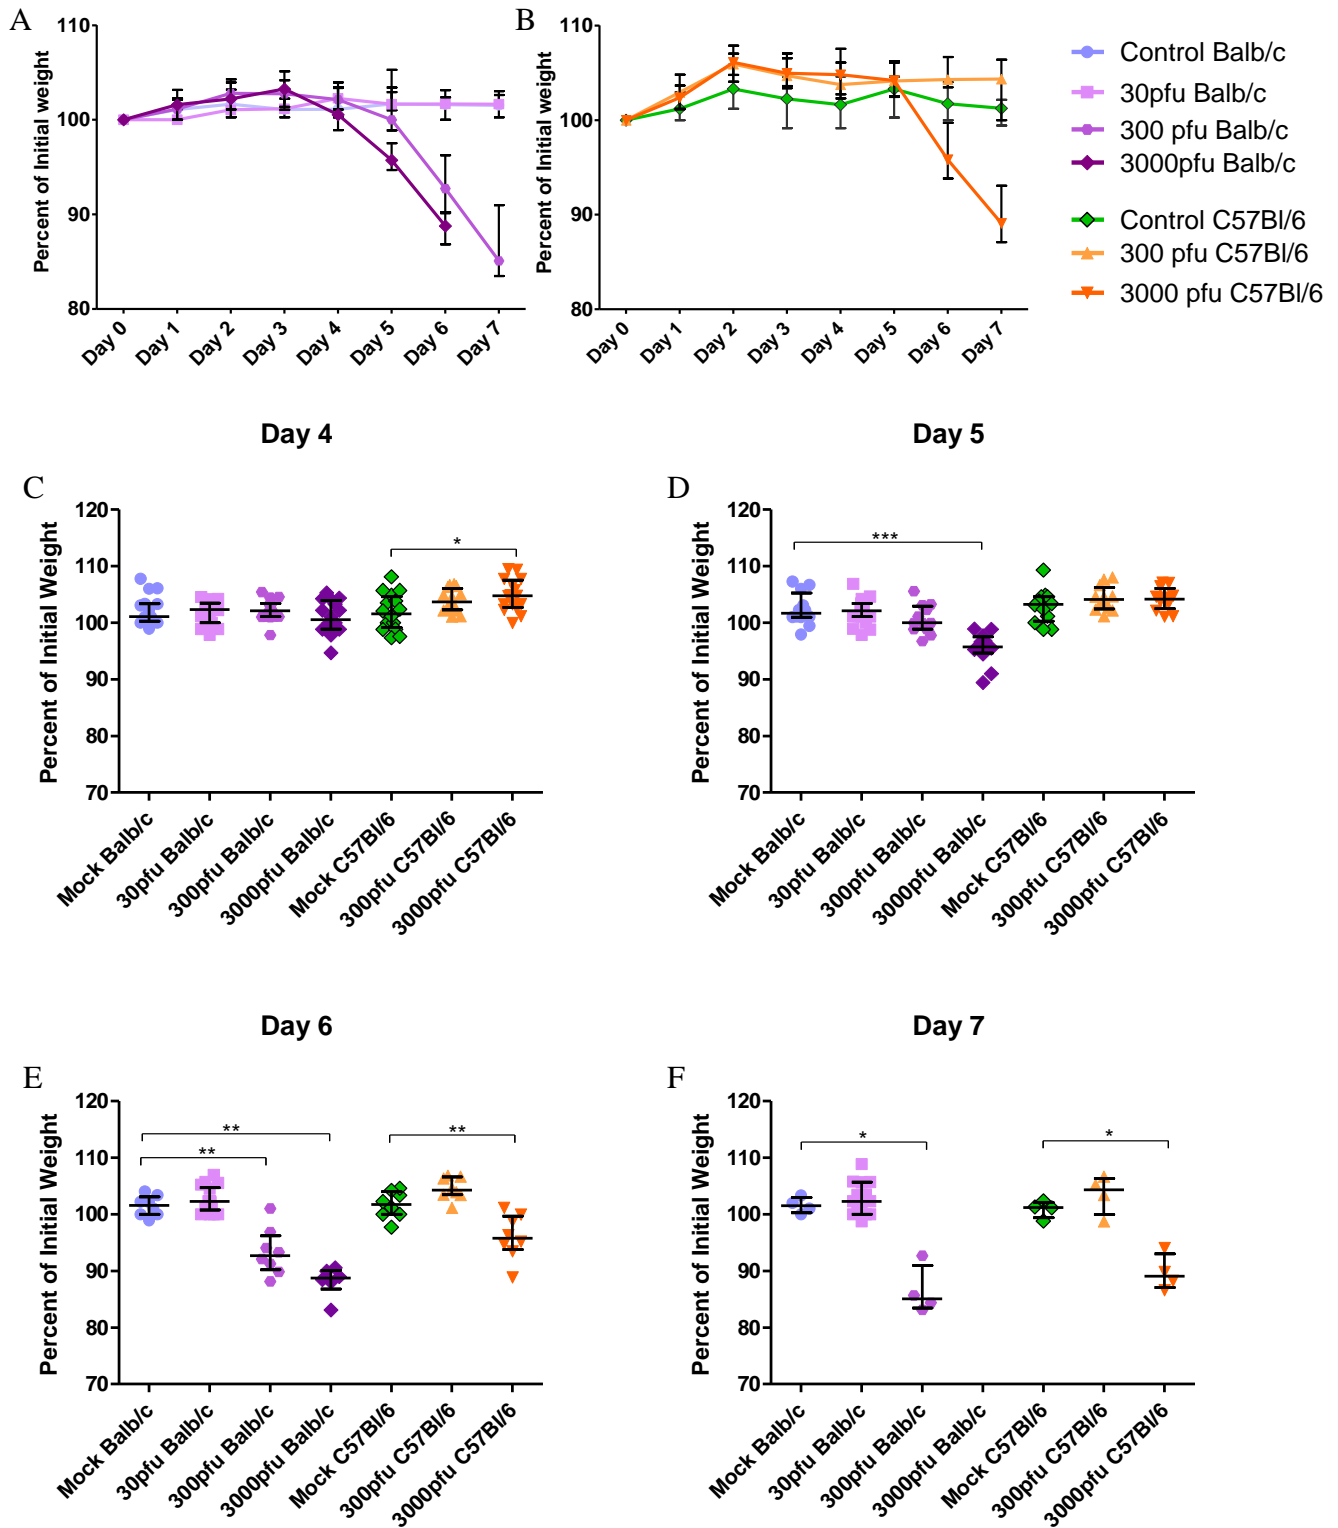 A
Percent of Initial weight
110
100
90
80
Day 0
Day 1
Day 2
Day 3
Day 4
Day 5
Day 6
Day 7
B
Percent of Initial weight
110
100
90
80
Day 0
Day 1
Day 2
Day 3
Day 4
Day 5
Day 6
Day 7
Control Balb/c
30pfu Balb/c
300 pfu Balb/c
3000pfu Balb/c
Control C57Bl/6
300 pfu C57Bl/6
3000 pfu C57Bl/6
Day 4
C
Percent of Initial Weight
120
110
100
90
80
70
*
Mock Balb/c
30pfu Balb/c
300pfu Balb/c
3000pfu Balb/c
Mock C57Bl/6
300pfu C57Bl/6
3000pfu C57Bl/6
Day 5
D
Percent of Initial Weight
120
110
100
90
80
70
***
Mock Balb/c
30pfu Balb/c
300pfu Balb/c
3000pfu Balb/c
Mock C57Bl/6
300pfu C57Bl/6
3000pfu C57Bl/6
Day 6
E
Percent of Initial Weight
120
110
100
90
80
70
**
**
**
Mock Balb/c
30pfu Balb/c
300pfu Balb/c
3000pfu Balb/c
Mock C57Bl/6
300pfu C57Bl/6
3000pfu C57Bl/6
Day 7
F
Percent of Initial Weight
120
110
100
90
80
70
*
*
Mock Balb/c
30pfu Balb/c
300pfu Balb/c
3000pfu Balb/c
Mock C57Bl/6
300pfu C57Bl/6
3000pfu C57Bl/6